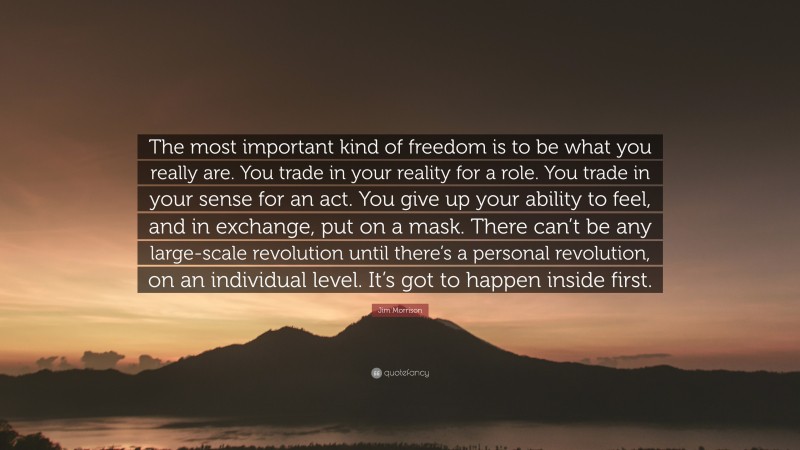 The most important kind of freedom is to be what you
really are. You trade in your reality for a role. You trade in
your sense for an act. You give up your ability to feel,
and in exchange, put on a mask. There can’t be any
large-scale revolution until there’s a personal revolution,
on an individual level. It’s got to happen inside first.
Jim Morrison
quotefancy